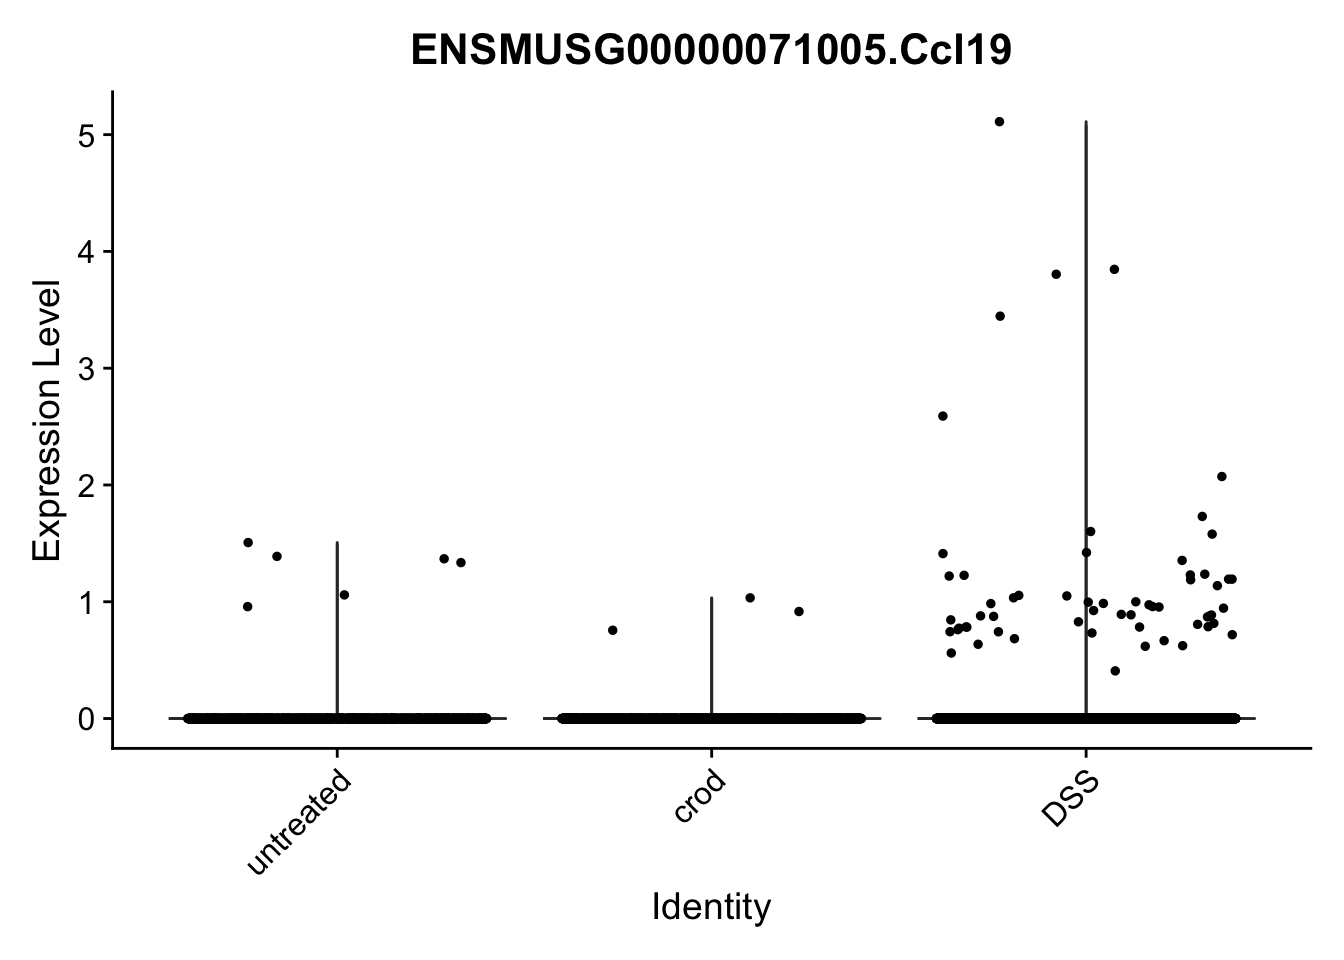 ENSMUSG00000071005.Ccl19
Expression Level
5
4
3
2
1
0
untreated
crod
DSS
Identity